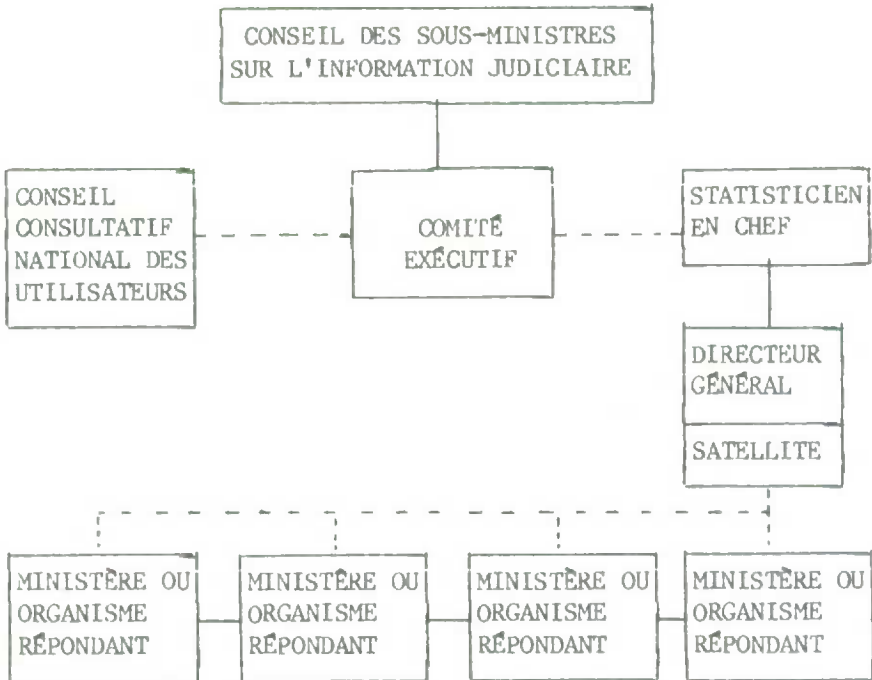 CONSEIL DES SOUS-MINISTRES
SUR L'INFORMATION JUDICIAIRE
CONSEIL
CONSULTATIF
NATIONAL DES
UTILISATEURS
COMITÉ
EXÉCUTIF
STATISTICIEN
EN CHEF
DIRECTEUR
GÉNÉRAL
SATELLITE
MINISTÈRE OU
ORGANISME
RÉPONDANT
MINISTÈRE OU
ORGANISME
RÉPONDANT
MINISTÈRE OU
ORGANISME
RÉPONDANT
MINISTÈRE OU
ORGANISME
RÉPONDANT